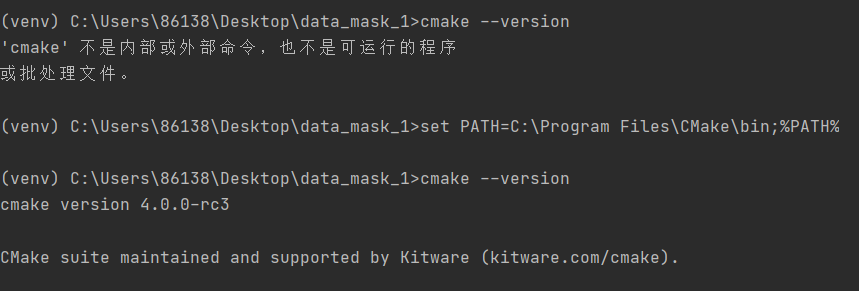 (venv) C:\Users\86138\Desktop\data_mask_1>cmake --version
'cmake' 不是内部或外部命令，也不是可运行的程序
或批处理文件。
(venv) C:\Users\86138\Desktop\data_mask_1>set PATH=C:\Program Files\CMake\bin;%PATH%
(venv) C:\Users\86138\Desktop\data_mask_1>cmake --version
cmake version 4.0.0-rc3
CMake suite maintained and supported by Kitware (kitware.com/cmake).